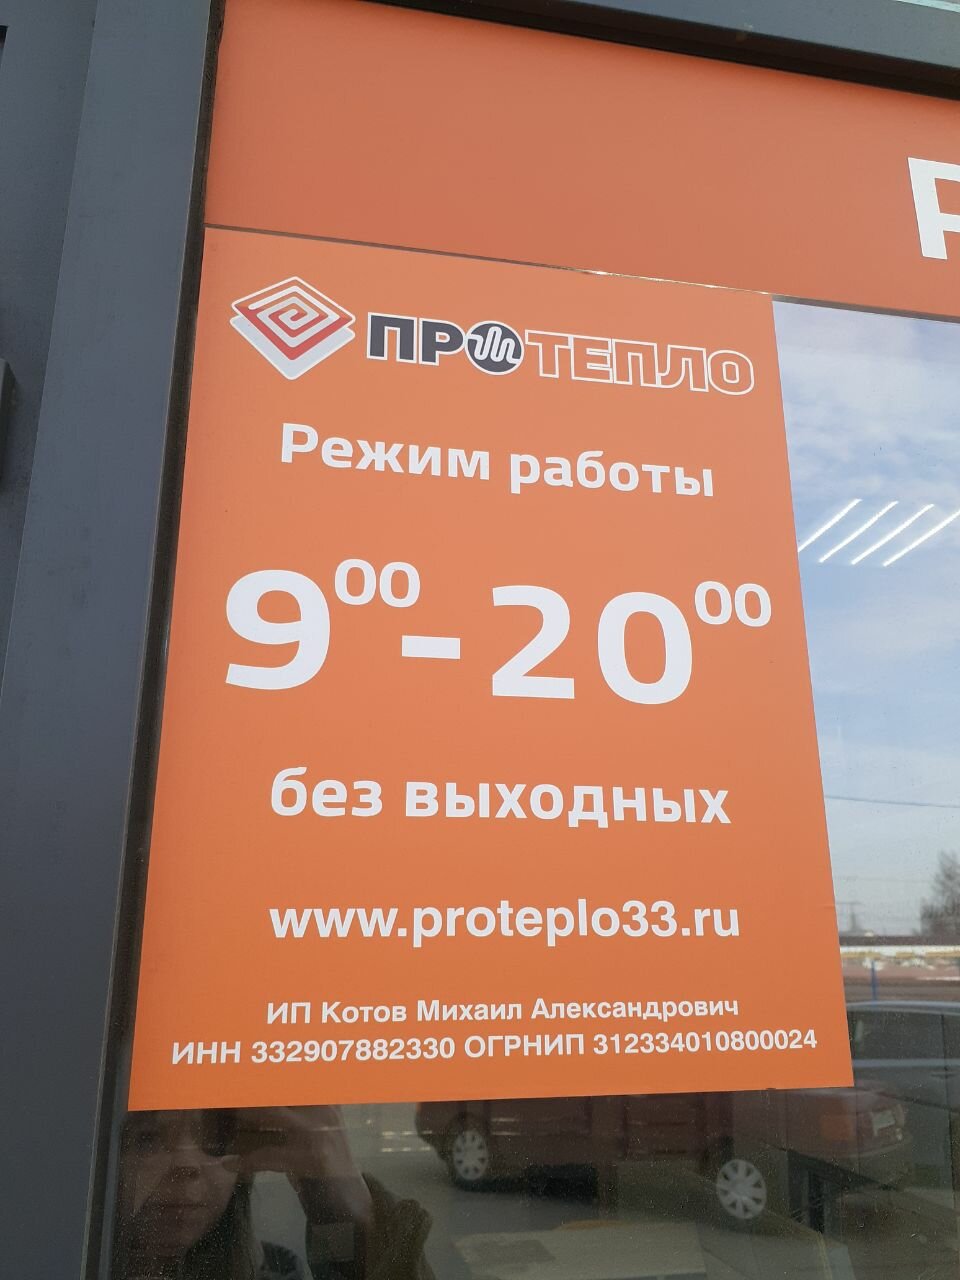 ПРОТЕПЛО
Режим работы
9⁰⁰-20⁰⁰
без выходных
www.proteplo33.ru
ИП Котов Михаил Александрович
ИНН 332907882330 ОГРНИП 312334010800024